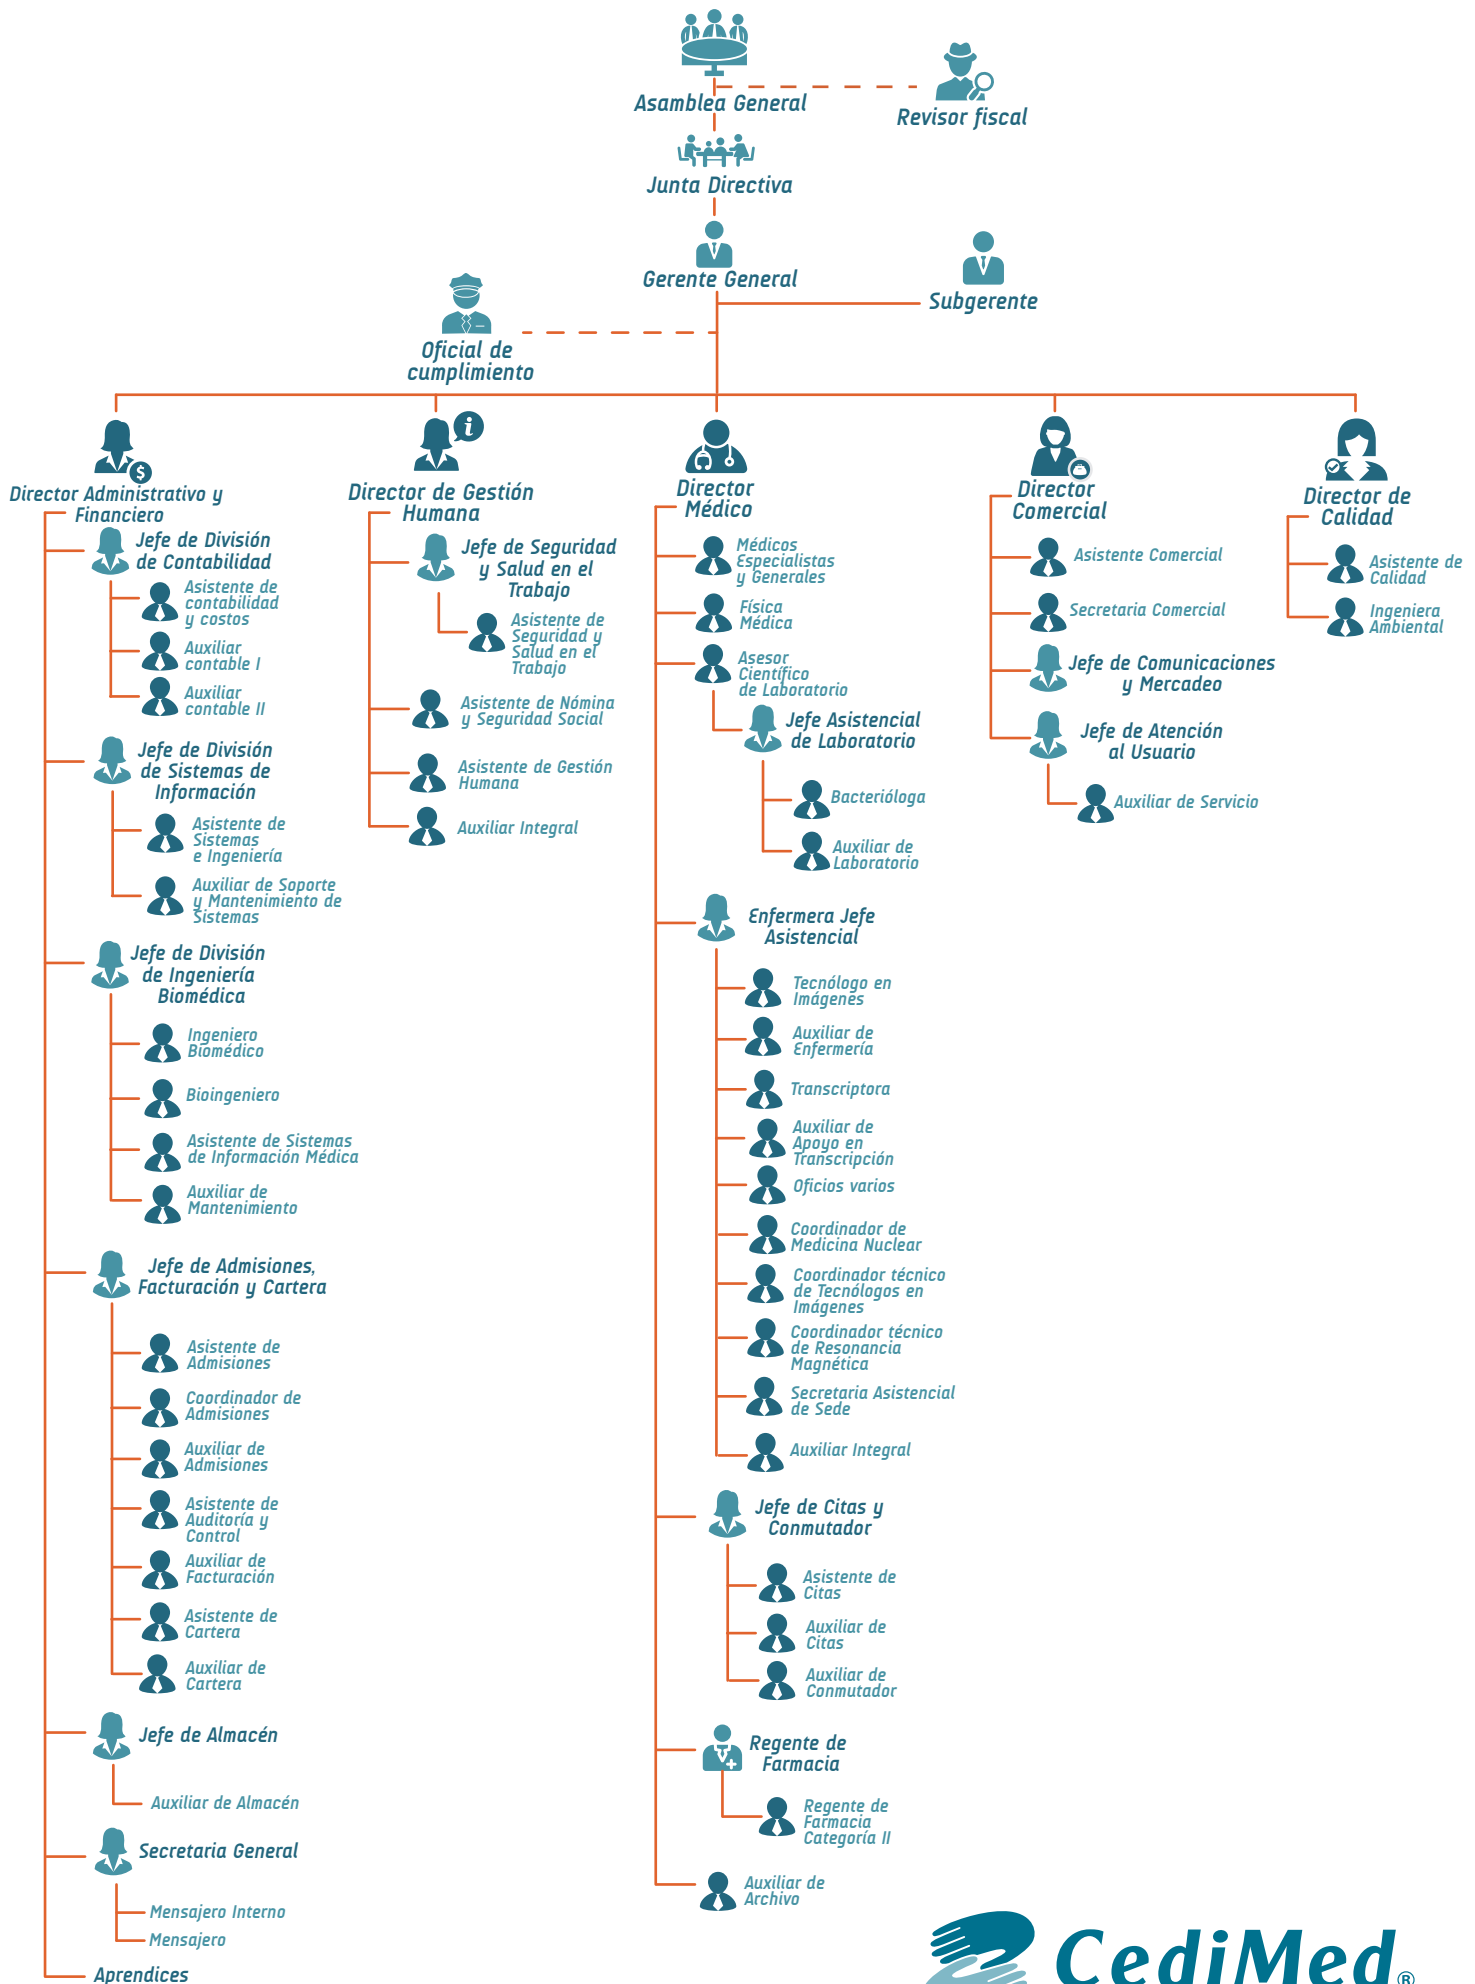 Asamblea General
Revisor fiscal
Junta Directiva
Gerente General
Subgerente
Oficial de
cumplimiento
Director Administrativo y
Financiero
Jefe de División
de Contabilidad
Asistente de
contabilidad
y costos
Auxiliar
contable I
Auxiliar
contable II
Jefe de División
de Sistemas de
Información
Asistente de
Sistemas
e Ingeniería
Auxiliar de Soporte
y Mantenimiento de
Sistemas
Jefe de División
de Ingeniería
Biomédica
Ingeniero
Biomédico
Bioingeniero
Asistente de Sistemas
de Información Médica
Auxiliar de
Mantenimiento
Jefe de Admisiones,
Facturación y Cartera
Asistente de
Admisiones
Coordinador de
Admisiones
Auxiliar de
Admisiones
Asistente de
Auditoría y
Control
Auxiliar de
Facturación
Asistente de
Cartera
Auxiliar de
Cartera
Jefe de Almacén
Auxiliar de Almacén
Secretaria General
Mensajero Interno
Mensajero
Aprendices
Director de Gestión
Humana
Jefe de Seguridad
y Salud en el
Trabajo
Asistente de
Seguridad y
Salud en el
Trabajo
Asistente de Nómina
y Seguridad Social
Asistente de Gestión
Humana
Auxiliar Integral
Director
Médico
Médicos
Especialistas
y Generales
Física
Médica
Asesor
Científico
de Laboratorio
Jefe Asistencial
de Laboratorio
Bacterióloga
Auxiliar de
Laboratorio
Enfermera Jefe
Asistencial
Tecnólogo en
Imágenes
Auxiliar de
Enfermería
Transcriptora
Auxiliar de
Apoyo en
Transcripción
Oficios varios
Coordinador de
Medicina Nuclear
Coordinador técnico
de Tecnólogos en
Imágenes
Coordinador técnico
de Resonancia
Magnética
Secretaria Asistencial
de Sede
Auxiliar Integral
Jefe de Citas y
Conmutador
Asistente de
Citas
Auxiliar de
Citas
Auxiliar de
Conmutador
Regente de
Farmacia
Regente de
Farmacia
Categoría II
Auxiliar de
Archivo
Director
Comercial
Asistente Comercial
Secretaria Comercial
Jefe de Comunicaciones
y Mercadeo
Jefe de Atención
al Usuario
Auxiliar de Servicio
Director de
Calidad
Asistente de
Calidad
Ingeniera
Ambiental
CediMed®